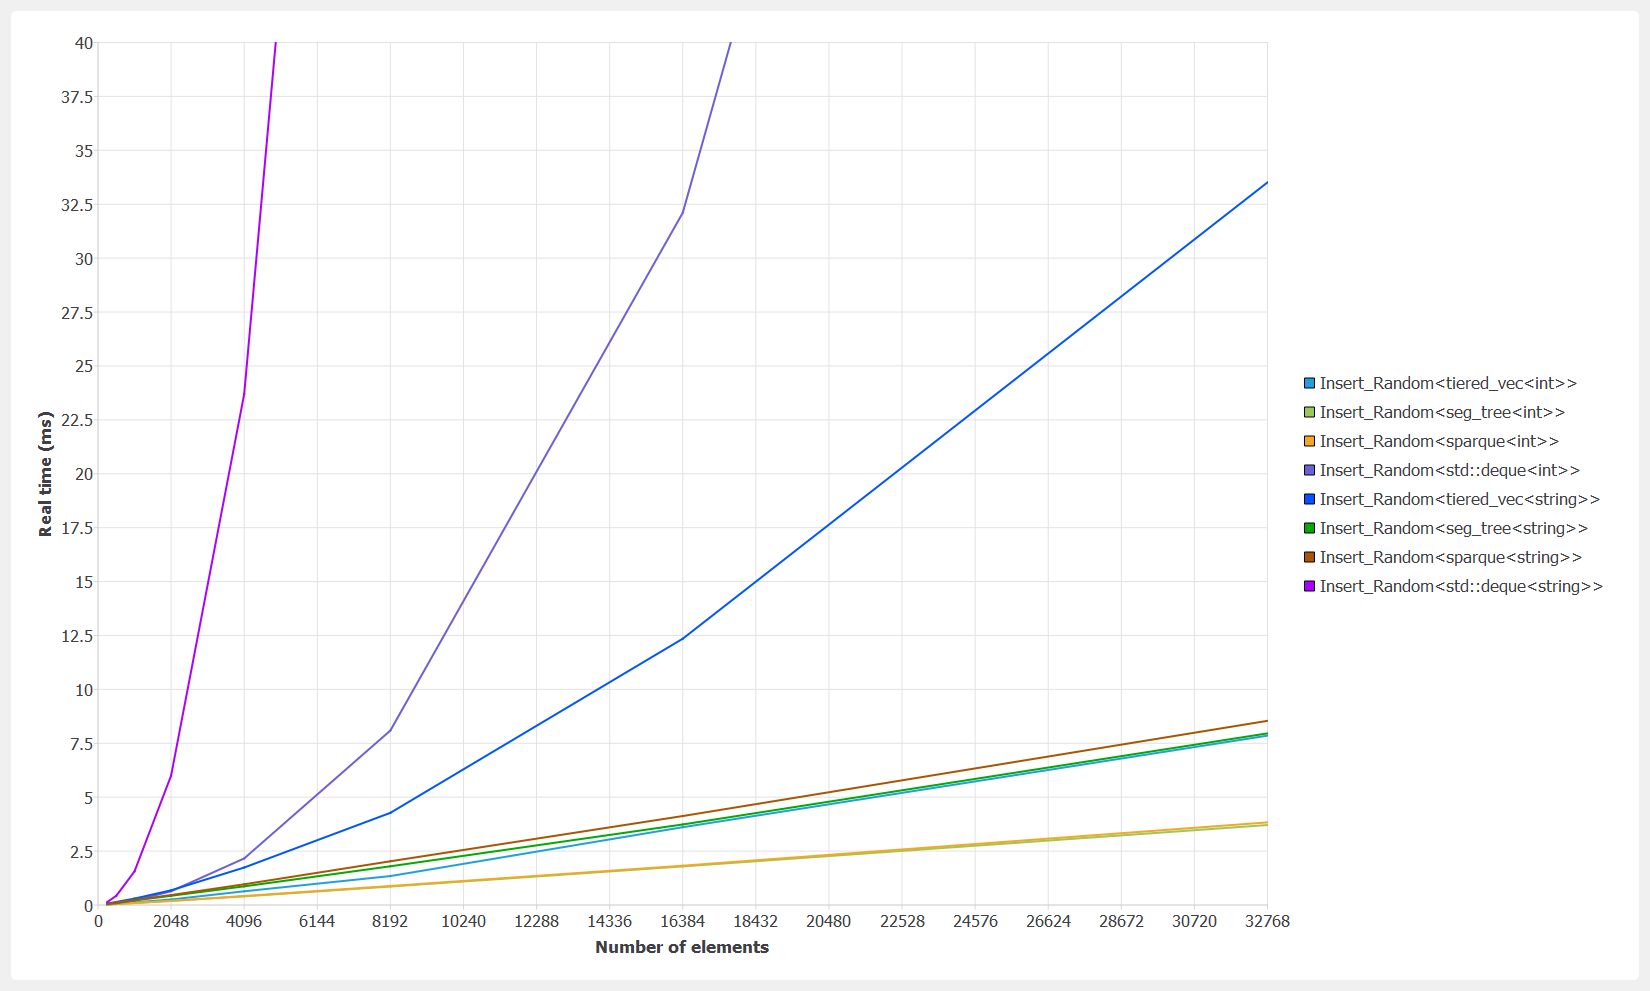 40
37.5
35
32.5
30
27.5
25
22.5
20
17.5
15
12.5
10
7.5
5
2.5
0
Real time (ms)
0 2048 4096 6144 8192 10240 12288 14336 16384 18432 20480 22528 24576 26624 28672 30720 32768
Number of elements
Insert_Random<tiered_vec<int>>
Insert_Random<seg_tree<int>>
Insert_Random<sparque<int>>
Insert_Random<std::deque<int>>
Insert_Random<tiered_vec<string>>
Insert_Random<seg_tree<string>>
Insert_Random<sparque<string>>
Insert_Random<std::deque<string>>